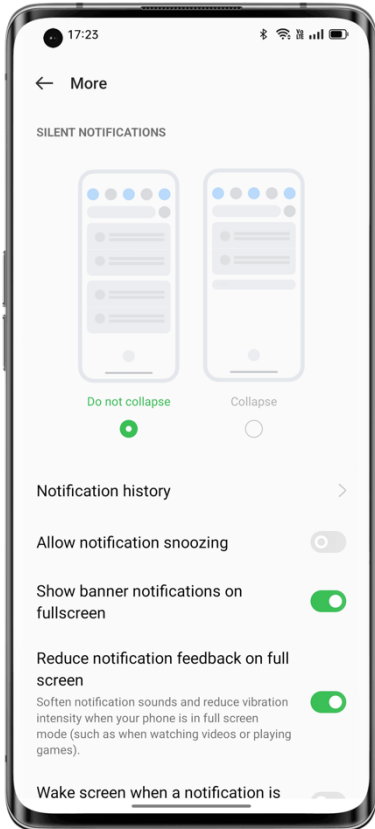 17:23
More
SILENT NOTIFICATIONS
Do not collapse
Collapse
Notification history
Allow notification snoozing
Show banner notifications on
fullscreen
Reduce notification feedback on full
screen
Soften notification sounds and reduce vibration
intensity when your phone is in full screen
mode (such as when watching videos or playing
games).
Wake screen when a notification is